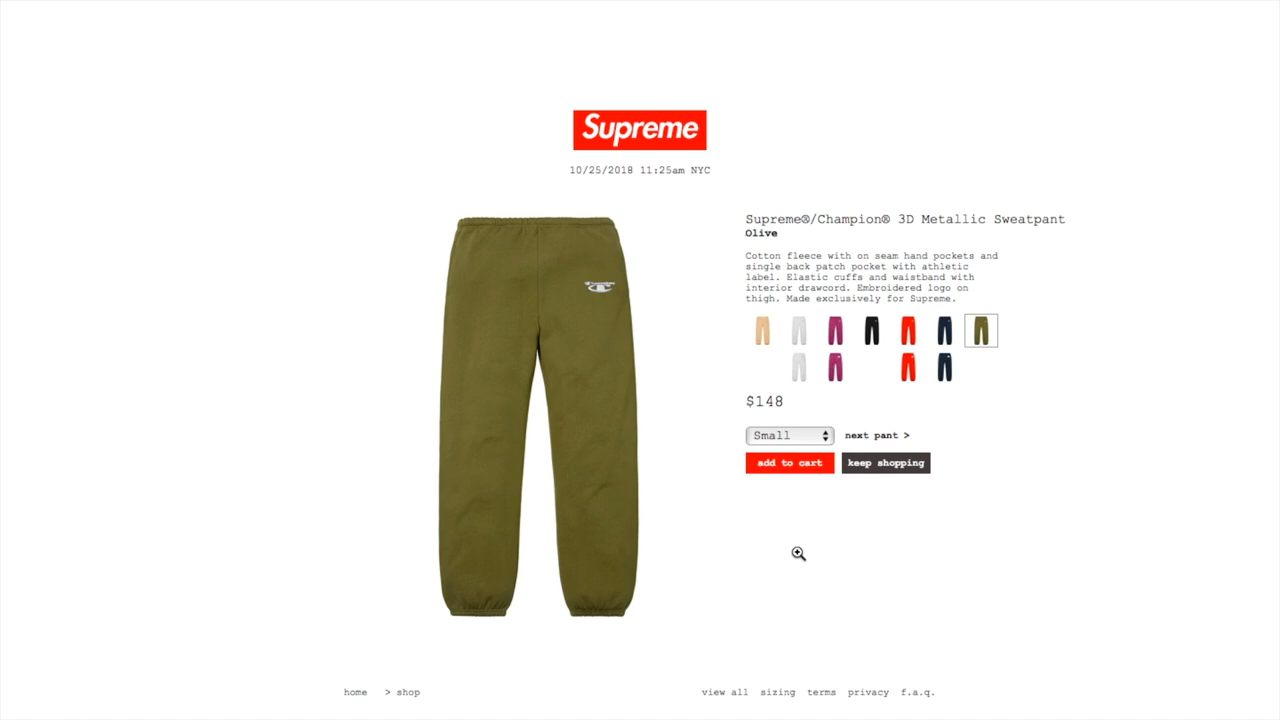 Supreme
10/25/2018 11:25am NYC
Supreme®/Champion® 3D Metallic Sweatpant
Olive
Cotton fleece with on seam hand pockets and
single back patch pocket with athletic
label. Elastic cuffs and waistband with
interior drawcord. Embroidered logo on
thigh. Made exclusively for Supreme.
$148
Small
next pant >
add to cart
keep shopping
home > shop
view all sizing terms privacy f.a.q.